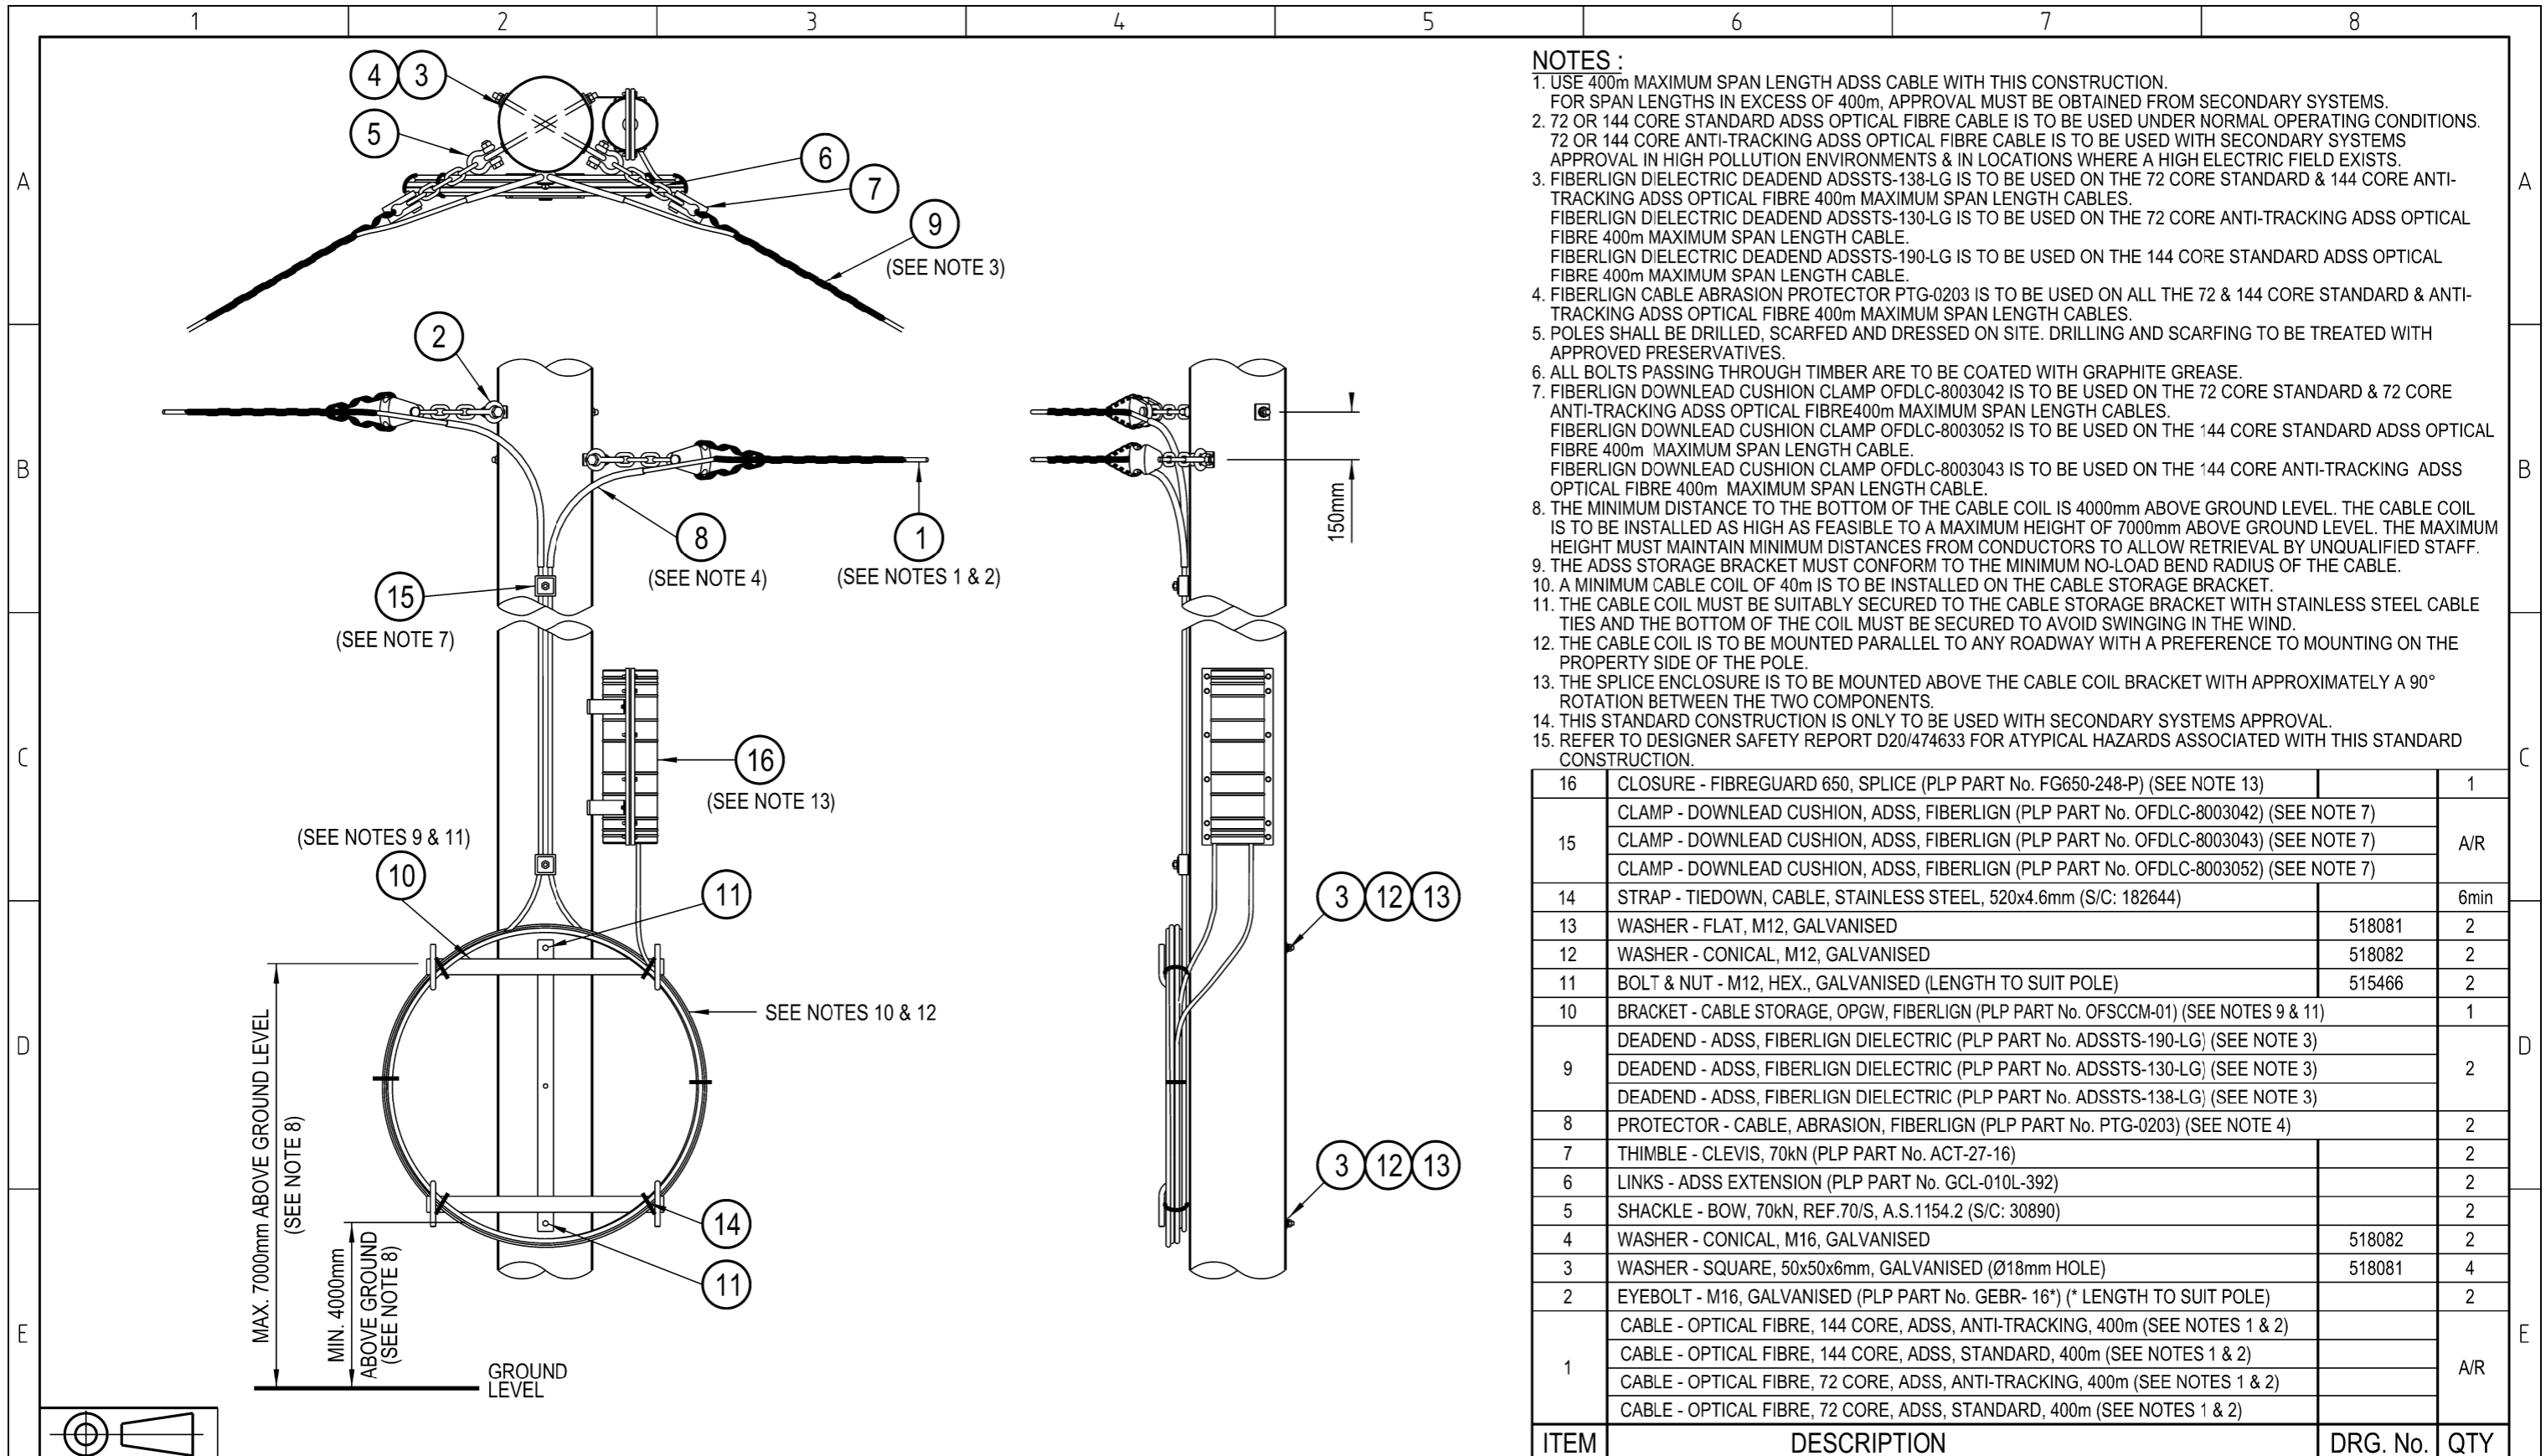 1 2 3 4 5 6 7 8
A
B
C
D
E
A
B
C
D
E
4 3
5
6
7
9
(SEE NOTE 3)
2
8
(SEE NOTE 4)
1
(SEE NOTES 1 & 2)
15
(SEE NOTE 7)
150mm
16
(SEE NOTE 13)
(SEE NOTES 9 & 11)
10
11
3 12 13
SEE NOTES 10 & 12
MAX. 7000mm ABOVE GROUND LEVEL
(SEE NOTE 8)
MIN. 4000mm
ABOVE GROUND
(SEE NOTE 8)
14
11
3 12 13
GROUND
LEVEL
NOTES :
1. USE 400m MAXIMUM SPAN LENGTH ADSS CABLE WITH THIS CONSTRUCTION.
FOR SPAN LENGTHS IN EXCESS OF 400m, APPROVAL MUST BE OBTAINED FROM SECONDARY SYSTEMS.
2. 72 OR 144 CORE STANDARD ADSS OPTICAL FIBRE CABLE IS TO BE USED UNDER NORMAL OPERATING CONDITIONS.
72 OR 144 CORE ANTI-TRACKING ADSS OPTICAL FIBRE CABLE IS TO BE USED WITH SECONDARY SYSTEMS
APPROVAL IN HIGH POLLUTION ENVIRONMENTS & IN LOCATIONS WHERE A HIGH ELECTRIC FIELD EXISTS.
3. FIBERLIGN DIELECTRIC DEADEND ADSSTS-138-LG IS TO BE USED ON THE 72 CORE STANDARD & 144 CORE ANTI-
TRACKING ADSS OPTICAL FIBRE 400m MAXIMUM SPAN LENGTH CABLES.
FIBERLIGN DIELECTRIC DEADEND ADSSTS-130-LG IS TO BE USED ON THE 72 CORE ANTI-TRACKING ADSS OPTICAL
FIBRE 400m MAXIMUM SPAN LENGTH CABLE.
FIBERLIGN DIELECTRIC DEADEND ADSSTS-190-LG IS TO BE USED ON THE 144 CORE STANDARD ADSS OPTICAL
FIBRE 400m MAXIMUM SPAN LENGTH CABLE.
4. FIBERLIGN CABLE ABRASION PROTECTOR PTG-0203 IS TO BE USED ON ALL THE 72 & 144 CORE STANDARD & ANTI-
TRACKING ADSS OPTICAL FIBRE 400m MAXIMUM SPAN LENGTH CABLES.
5. POLES SHALL BE DRILLED, SCARFED AND DRESSED ON SITE. DRILLING AND SCARFING TO BE TREATED WITH
APPROVED PRESERVATIVES.
6. ALL BOLTS PASSING THROUGH TIMBER ARE TO BE COATED WITH GRAPHITE GREASE.
7. FIBERLIGN DOWNLEAD CUSHION CLAMP OFDLC-8003042 IS TO BE USED ON THE 72 CORE STANDARD & 72 CORE
ANTI-TRACKING ADSS OPTICAL FIBRE400m MAXIMUM SPAN LENGTH CABLES.
FIBERLIGN DOWNLEAD CUSHION CLAMP OFDLC-8003052 IS TO BE USED ON THE 144 CORE STANDARD ADSS OPTICAL
FIBRE 400m MAXIMUM SPAN LENGTH CABLE.
FIBERLIGN DOWNLEAD CUSHION CLAMP OFDLC-8003043 IS TO BE USED ON THE 144 CORE ANTI-TRACKING ADSS
OPTICAL FIBRE 400m MAXIMUM SPAN LENGTH CABLE.
8. THE MINIMUM DISTANCE TO THE BOTTOM OF THE CABLE COIL IS 4000mm ABOVE GROUND LEVEL. THE CABLE COIL
IS TO BE INSTALLED AS HIGH AS FEASIBLE TO A MAXIMUM HEIGHT OF 7000mm ABOVE GROUND LEVEL. THE MAXIMUM
HEIGHT MUST MAINTAIN MINIMUM DISTANCES FROM CONDUCTORS TO ALLOW RETRIEVAL BY UNQUALIFIED STAFF.
9. THE ADSS STORAGE BRACKET MUST CONFORM TO THE MINIMUM NO-LOAD BEND RADIUS OF THE CABLE.
10. A MINIMUM CABLE COIL OF 40m IS TO BE INSTALLED ON THE CABLE STORAGE BRACKET.
11. THE CABLE COIL MUST BE SUITABLY SECURED TO THE CABLE STORAGE BRACKET WITH STAINLESS STEEL CABLE
TIES AND THE BOTTOM OF THE COIL MUST BE SECURED TO AVOID SWINGING IN THE WIND.
12. THE CABLE COIL IS TO BE MOUNTED PARALLEL TO ANY ROADWAY WITH A PREFERENCE TO MOUNTING ON THE
PROPERTY SIDE OF THE POLE.
13. THE SPLICE ENCLOSURE IS TO BE MOUNTED ABOVE THE CABLE COIL BRACKET WITH APPROXIMATELY A 90°
ROTATION BETWEEN THE TWO COMPONENTS.
14. THIS STANDARD CONSTRUCTION IS ONLY TO BE USED WITH SECONDARY SYSTEMS APPROVAL.
15. REFER TO DESIGNER SAFETY REPORT D20/474633 FOR ATYPICAL HAZARDS ASSOCIATED WITH THIS STANDARD
CONSTRUCTION.
16 CLOSURE - FIBREGUARD 650, SPLICE (PLP PART No. FG650-248-P) (SEE NOTE 13) 1
CLAMP - DOWNLEAD CUSHION, ADSS, FIBERLIGN (PLP PART No. OFDLC-8003042) (SEE NOTE 7)
15 CLAMP - DOWNLEAD CUSHION, ADSS, FIBERLIGN (PLP PART No. OFDLC-8003043) (SEE NOTE 7) A/R
CLAMP - DOWNLEAD CUSHION, ADSS, FIBERLIGN (PLP PART No. OFDLC-8003052) (SEE NOTE 7)
14 STRAP - TIEDOWN, CABLE, STAINLESS STEEL, 520x4.6mm (S/C: 182644) 6min
13 WASHER - FLAT, M12, GALVANISED 518081 2
12 WASHER - CONICAL, M12, GALVANISED 518082 2
11 BOLT & NUT - M12, HEX., GALVANISED (LENGTH TO SUIT POLE) 515466 2
10 BRACKET - CABLE STORAGE, OPGW, FIBERLIGN (PLP PART No. OFSCCM-01) (SEE NOTES 9 & 11) 1
DEADEND - ADSS, FIBERLIGN DIELECTRIC (PLP PART No. ADSSTS-190-LG) (SEE NOTE 3)
9 DEADEND - ADSS, FIBERLIGN DIELECTRIC (PLP PART No. ADSSTS-130-LG) (SEE NOTE 3) 2
DEADEND - ADSS, FIBERLIGN DIELECTRIC (PLP PART No. ADSSTS-138-LG) (SEE NOTE 3)
8 PROTECTOR - CABLE, ABRASION, FIBERLIGN (PLP PART No. PTG-0203) (SEE NOTE 4) 2
7 THIMBLE - CLEVIS, 70kN (PLP PART No. ACT-27-16) 2
6 LINKS - ADSS EXTENSION (PLP PART No. GCL-010L-392) 2
5 SHACKLE - BOW, 70kN, REF.70/S, A.S.1154.2 (S/C: 30890) 2
4 WASHER - CONICAL, M16, GALVANISED 518082 2
3 WASHER - SQUARE, 50x50x6mm, GALVANISED (Ø18mm HOLE) 518081 4
2 EYEBOLT - M16, GALVANISED (PLP PART No. GEBR- 16*) (* LENGTH TO SUIT POLE) 2
CABLE - OPTICAL FIBRE, 144 CORE, ADSS, ANTI-TRACKING, 400m (SEE NOTES 1 & 2)
CABLE - OPTICAL FIBRE, 144 CORE, ADSS, STANDARD, 400m (SEE NOTES 1 & 2)
1 A/R
CABLE - OPTICAL FIBRE, 72 CORE, ADSS, ANTI-TRACKING, 400m (SEE NOTES 1 & 2)
CABLE - OPTICAL FIBRE, 72 CORE, ADSS, STANDARD, 400m (SEE NOTES 1 & 2)
ITEM DESCRIPTION DRG. No. QTY